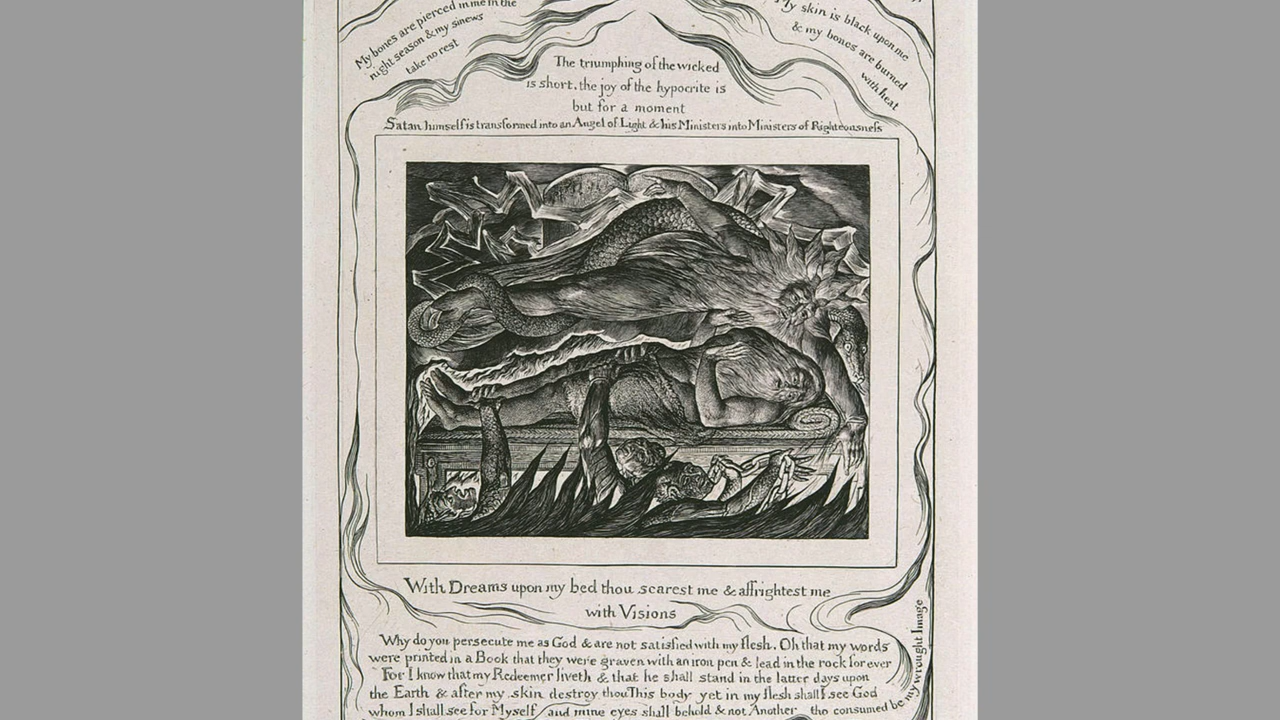 My bones are pierced in me in the
night season & my sinews
take no rest
My skin is black upon me
& my bones are burned
with heat
The triumphing of the wicked
is short, the joy of the hypocrite is
but for a moment
Satan himself is transformed into an Angel of Light & his Ministers into Ministers of Righteousness
With Dreams upon my bed thou scarest me & affrightest me
with Visions
Why do you persecute me as God & are not satisfied with my flesh. Oh that my words
were printed in a Book that they were graven with an iron pen & lead in the rock for ever
For I know that my Redeemer liveth & that he shall stand in the latter days upon
the Earth & after my skin destroy thou This body yet in my flesh shall I see God
whom I shall see for Myself and mine eyes shall behold & not Another tho consumed be my wrought Image